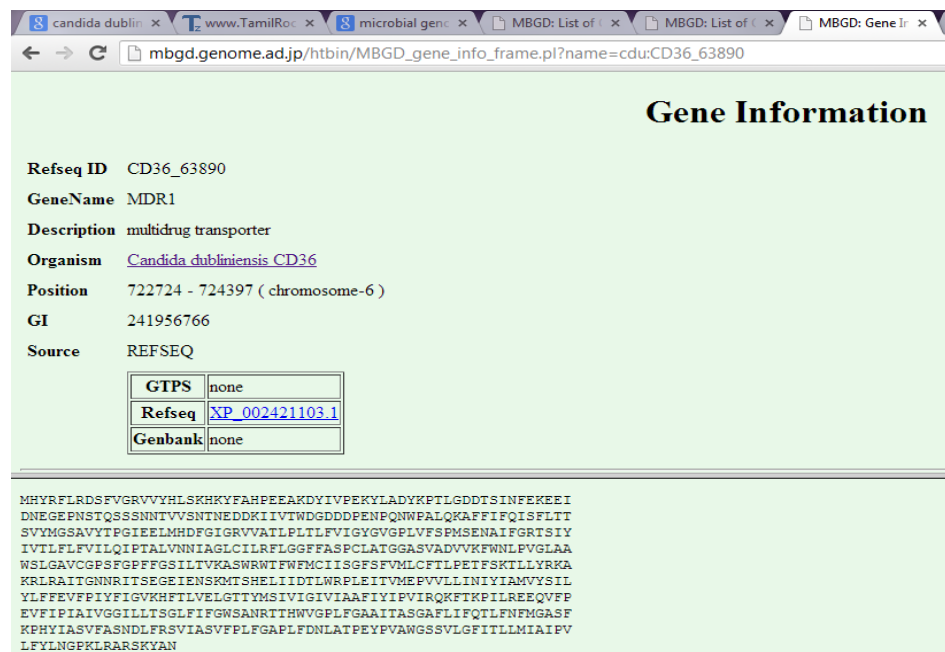 candida dublin × www.TamilRoc × microbial geno × MBGD: List of G × MBGD: List of G × MBGD: Gene In ×
mbgd.genome.ad.jp/htbin/MBGD_gene_info_frame.pl?name=cdu:CD36_63890
Gene Information
Refseq ID CD36_63890
GeneName MDR1
Description multidrug transporter
Organism Candida dubliniensis CD36
Position 722724 - 724397 ( chromosome-6 )
GI 241956766
Source REFSEQ
GTPS none
Refseq XP_002421103.1
Genbank none
MHYRFLRDSFVGRVVYHLSKHKYFAHPEEAKDYIVPEKYLADYKPTLGDDTSINFEKEEI
DNEGEPNSTQSSSNNTVVSNTNEDDKIIVTWDGDDDPENPQNWPALQKAFFIFQISFLTT
SVYMGSAVYTPGIEELMHDFGIGRVVATLPLTLFVIGYGVGPLVFSPMSENAIFGRTSIY
IVTLFLFVILQIPTALVNNIAGLCILRFLGGFFASPCLATGGASVADVVKFWNLPVGLAA
WSLGAVCGPSFGPFFGSILTVKASWRWTFWFMCIISGFSFVMLCFTLPETFSKTLLYRKA
KRLRAITGNNRITSEGEIENSKMTSHELIIDTLWRPLEITVMEPVVLLINIYIAMVYSIL
YLFFEVFPIYFIGVKHFTLVELGTTYMSIVIGIVIAAFIYIPVIRQKFTKPILREEQVFP
EVFIPIAIVGGILLTSGLFIFGWSANRTTHWVGPLFGAAITASGAFLIFQTLFNFMGASF
KPHYIASVFASNDLFRSVIASVFPLFGAPLFDNLATPEYPVAWGSSVLGFITLLMIAIPV
LFYLNGPKLRARSKYAN